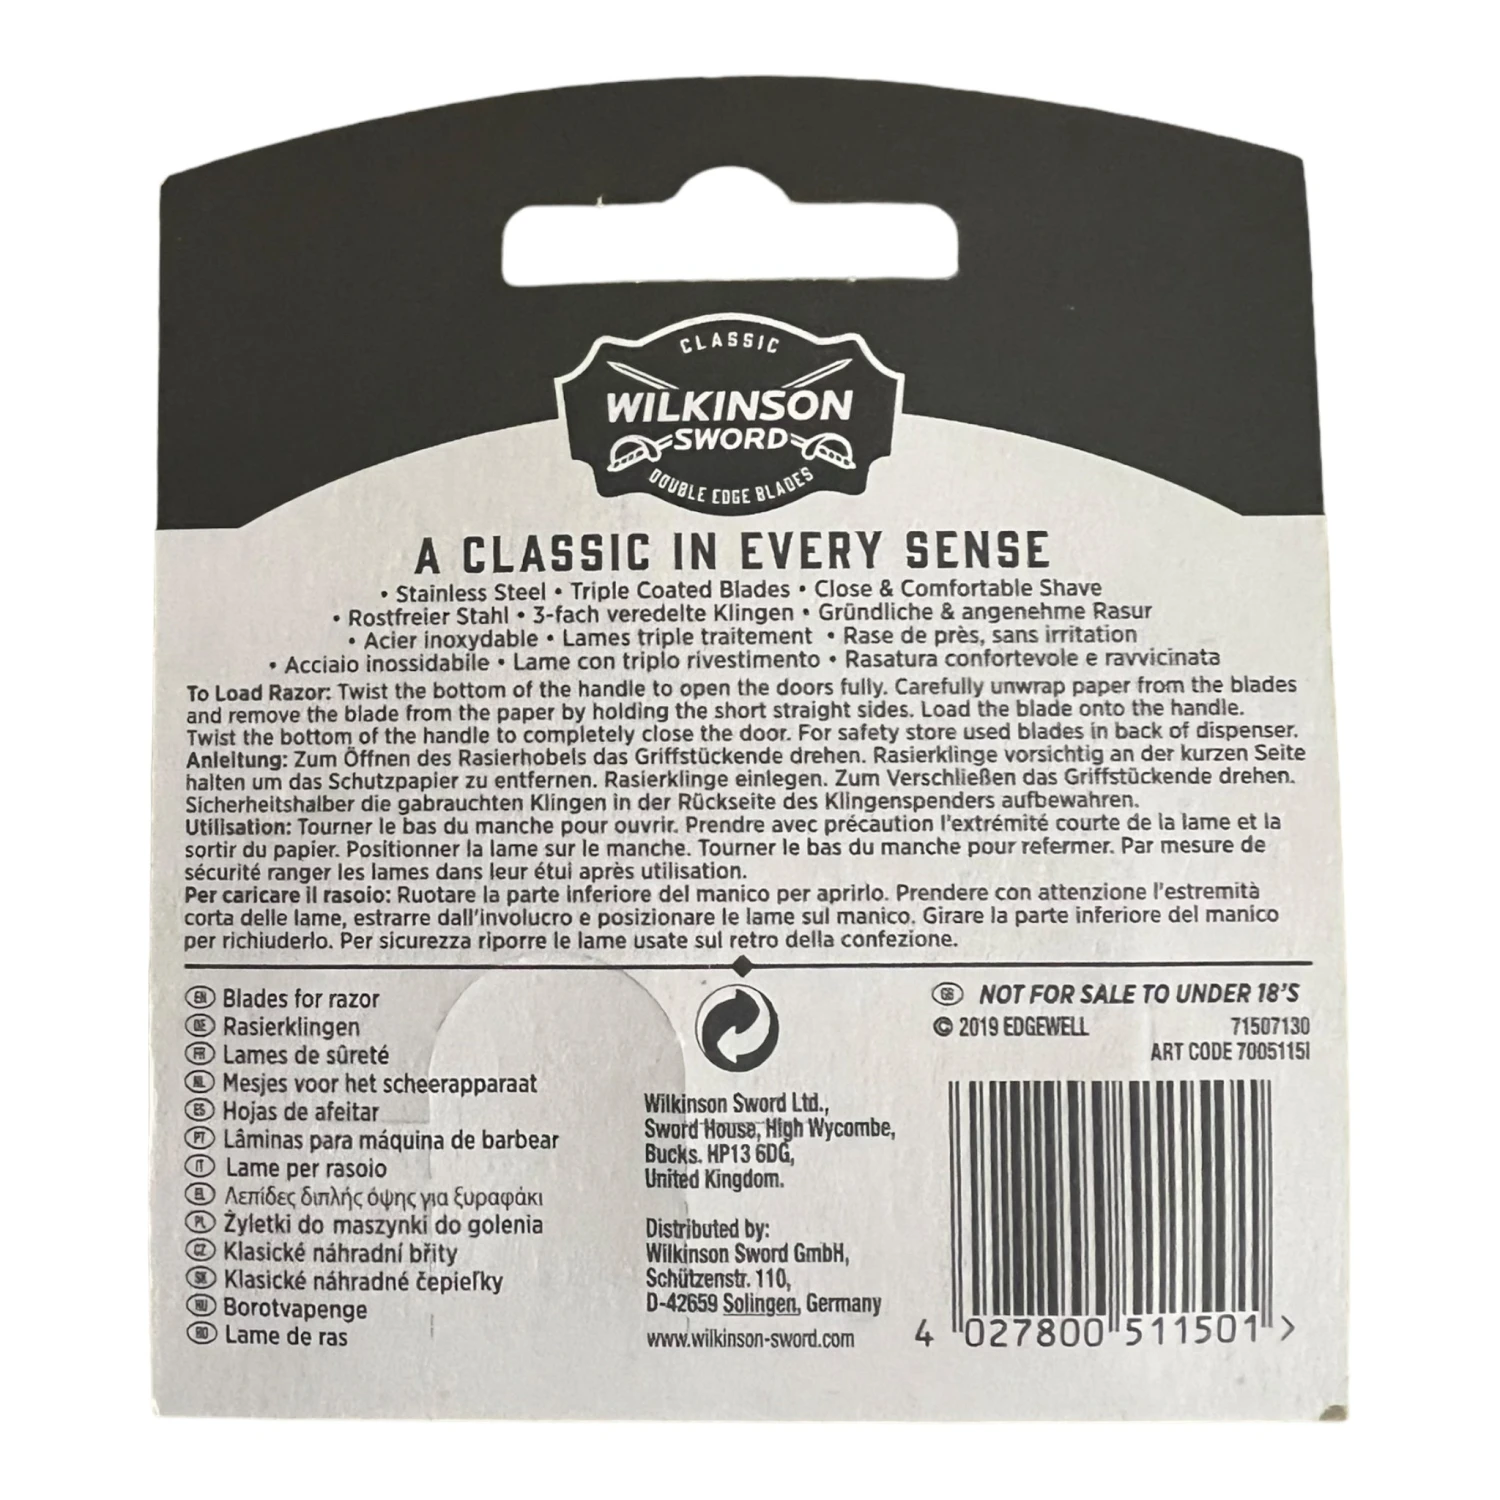 CLASSIC
WILKINSON
SWORD
DOUBLE EDGE BLADES
A CLASSIC IN EVERY SENSE
• Stainless Steel • Triple Coated Blades • Close & Comfortable Shave
• Rostfreier Stahl • 3-fach veredelte Klingen • Gründliche & angenehme Rasur
• Acier inoxydable • Lames triple traitement • Rase de près, sans irritation
• Acciaio inossidabile • Lame con triplo rivestimento • Rasatura confortevole e ravvicinata
To Load Razor: Twist the bottom of the handle to open the doors fully. Carefully unwrap paper from the blades
and remove the blade from the paper by holding the short straight sides. Load the blade onto the handle.
Twist the bottom of the handle to completely close the door. For safety store used blades in back of dispenser.
Anleitung: Zum Öffnen des Rasierhobels das Griffstückende drehen. Rasierklinge vorsichtig an der kurzen Seite
halten um das Schutzpapier zu entfernen. Rasierklinge einlegen. Zum Verschließen das Griffstückende drehen.
Sicherheitshalber die gabrauchten Klingen in der Rückseite des Klingenspenders aufbewahren.
Utilisation: Tourner le bas du manche pour ouvrir. Prendre avec précaution l'extrémité courte de la lame et la
sortir du papier. Positionner la lame sur le manche. Tourner le bas du manche pour refermer. Par mesure de
sécurité ranger les lames dans leur étui après utilisation.
Per caricare il rasoio: Ruotare la parte inferiore del manico per aprirlo. Prendere con attenzione l'estremità
corta delle lame, estrarre dall'involucro e posizionare le lame sul manico. Girare la parte inferiore del manico
per richiuderlo. Per sicurezza riporre le lame usate sul retro della confezione.
EN Blades for razor
DE Rasierklingen
FR Lames de sûreté
NL Mesjes voor het scheerapparaat
ES Hojas de afeitar
PT Lâminas para máquina de barbear
IT Lame per rasoio
EL Λεπίδες διπλής όψης για ξυραφάκι
PL Żyletki do maszynki do golenia
CZ Klasické náhradní břity
SK Klasické náhradné čepieľky
HU Borotvapenge
RO Lame de ras
Wilkinson Sword Ltd.,
Sword House, High Wycombe,
Bucks. HP13 6DG,
United Kingdom.
Distributed by:
Wilkinson Sword GmbH,
Schützenstr. 110,
D-42659 Solingen, Germany
www.wilkinson-sword.com
GB NOT FOR SALE TO UNDER 18'S
© 2019 EDGEWELL 71507130
ART CODE 7005115I
4 027800 511501 >